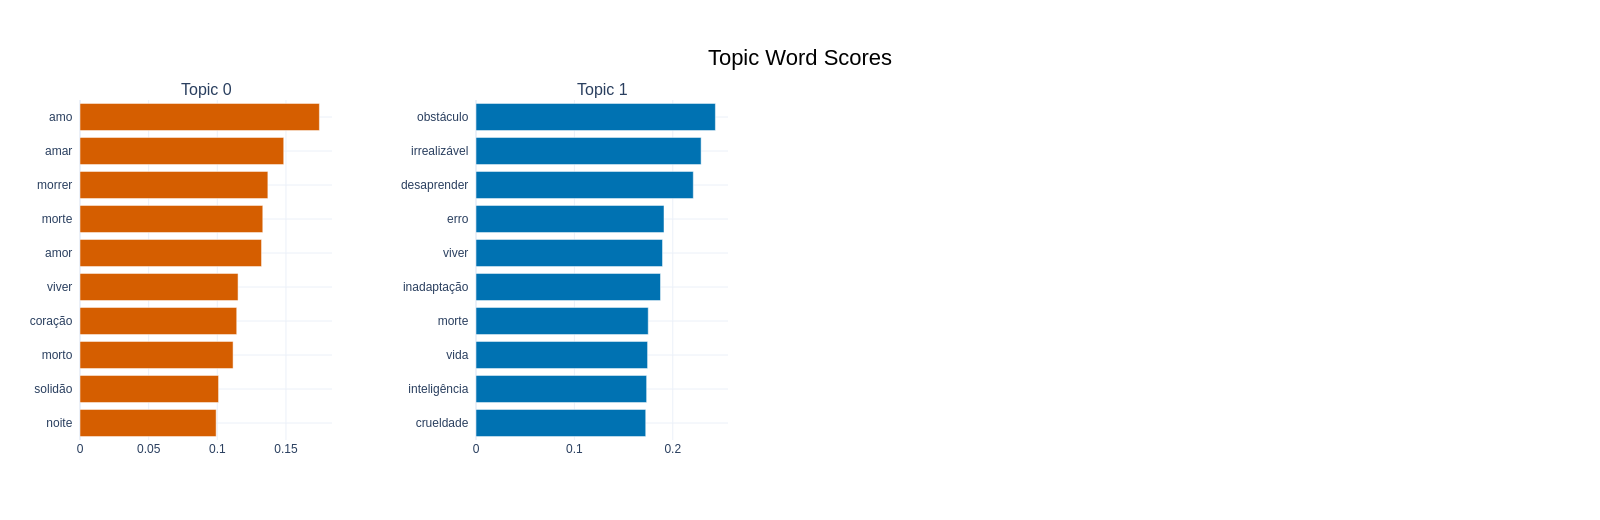 Topic Word Scores
Topic 0
amo
amar
morrer
morte
amor
viver
coração
morto
solidão
noite
0 0.05 0.1 0.15
Topic 1
obstáculo
irrealizável
desaprender
erro
viver
inadaptação
morte
vida
inteligência
crueldade
0 0.1 0.2